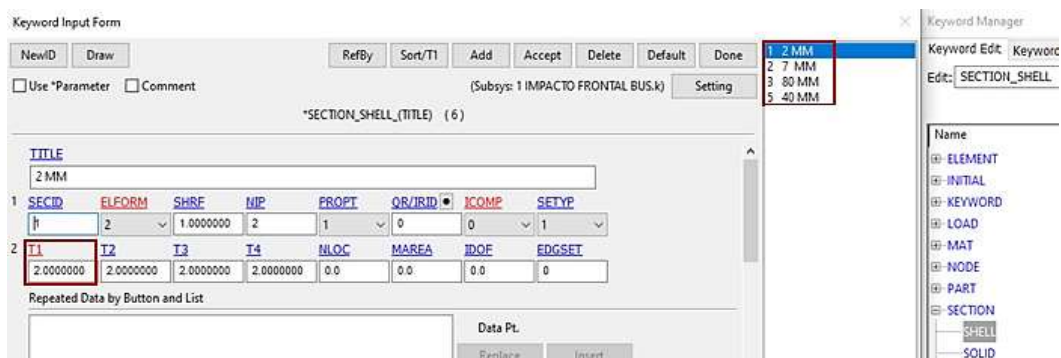 Keyword Input Form
NewID Draw RefBy Sort/T1 Add Accept Delete Default Done
Use *Parameter Comment (Subsys: 1 IMPACTO FRONTAL BUS.k) Setting
*SECTION_SHELL_(TITLE) (6)
TITLE
2 MM
1 SECID ELFORM SHRF NIP PROPT QR/IRID ICOMP SETYP
1 2 1.0000000 2 1 0 0 1
2 T1 T2 T3 T4 NLOC MAREA IDOF EDGSET
2.0000000 2.0000000 2.0000000 2.0000000 0.0 0.0 0.0 0
Repeated Data by Button and List
Data Pt.
Replace Insert
1 2 MM
2 7 MM
3 80 MM
5 40 MM
Keyword Manager
Keyword Edit Keyword
Edit: SECTION_SHELL
Name
ELEMENT
INITIAL
KEYWORD
LOAD
MAT
NODE
PART
SECTION
SHELL
SOLID